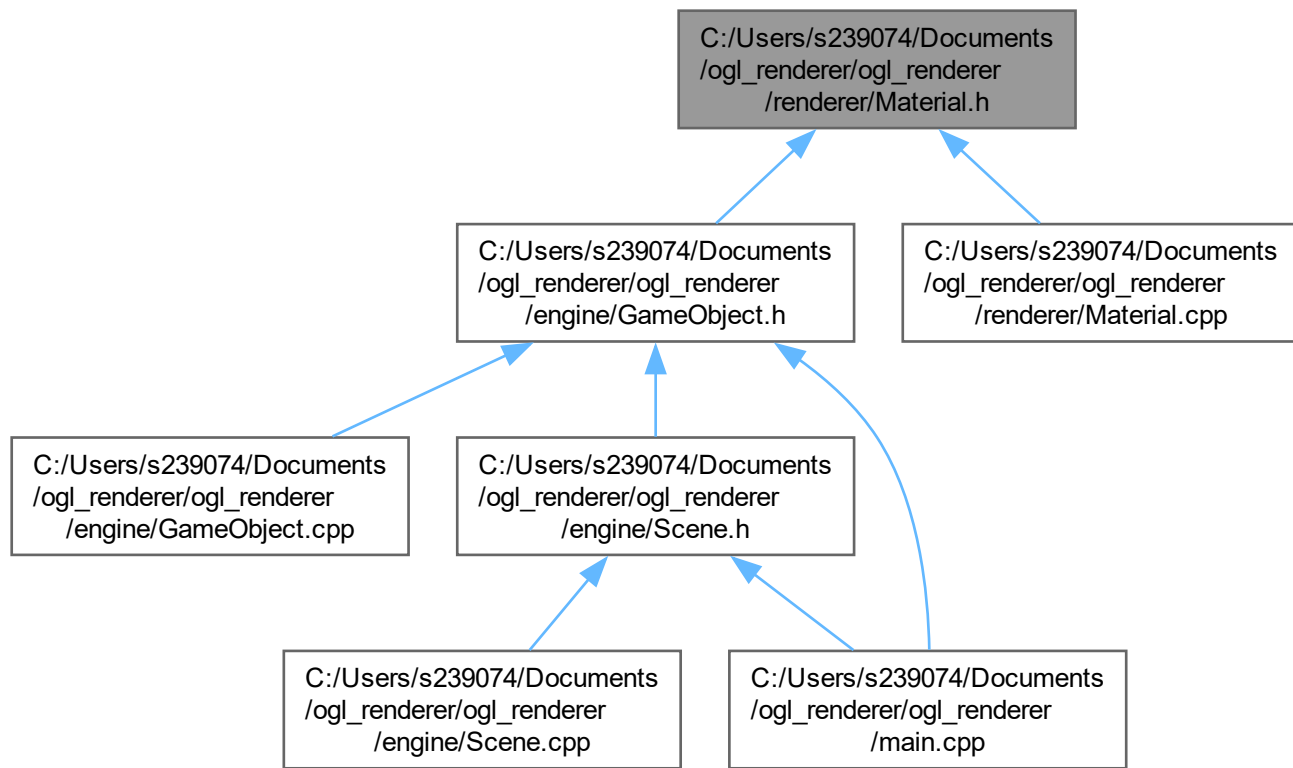 C:/Users/s239074/Documents
/ogl_renderer/ogl_renderer
/renderer/Material.h
C:/Users/s239074/Documents
/ogl_renderer/ogl_renderer
/engine/GameObject.h
C:/Users/s239074/Documents
/ogl_renderer/ogl_renderer
/renderer/Material.cpp
C:/Users/s239074/Documents
/ogl_renderer/ogl_renderer
/engine/GameObject.cpp
C:/Users/s239074/Documents
/ogl_renderer/ogl_renderer
/engine/Scene.h
C:/Users/s239074/Documents
/ogl_renderer/ogl_renderer
/engine/Scene.cpp
C:/Users/s239074/Documents
/ogl_renderer/ogl_renderer
/main.cpp